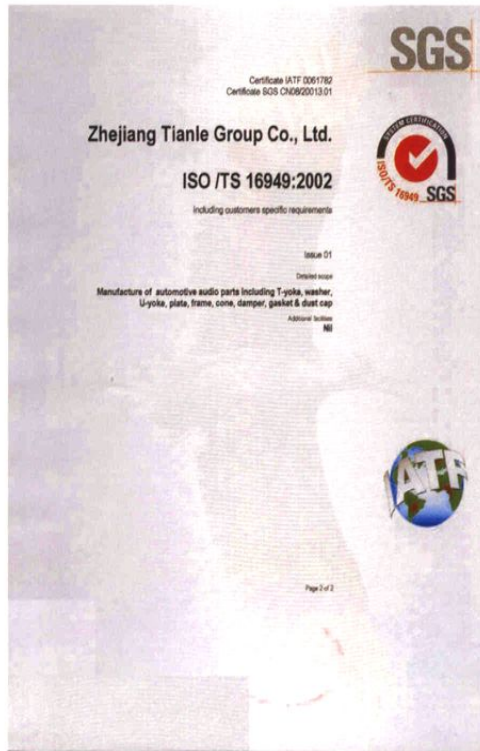 SGS
Certificate IATF 0061782
Certificate SGS CN08/20013.01
Zhejiang Tianle Group Co., Ltd.
SYSTEM CERTIFICATION
ISO/TS 16949
SGS
ISO /TS 16949:2002
including customers specific requirements
Issue 01
Detailed scope
Manufacture of automotive audio parts including T-yoke, washer,
U-yoke, plate, frame, cone, damper, gasket & dust cap
Additional facilities
Nil
IATF
Page 2 of 2